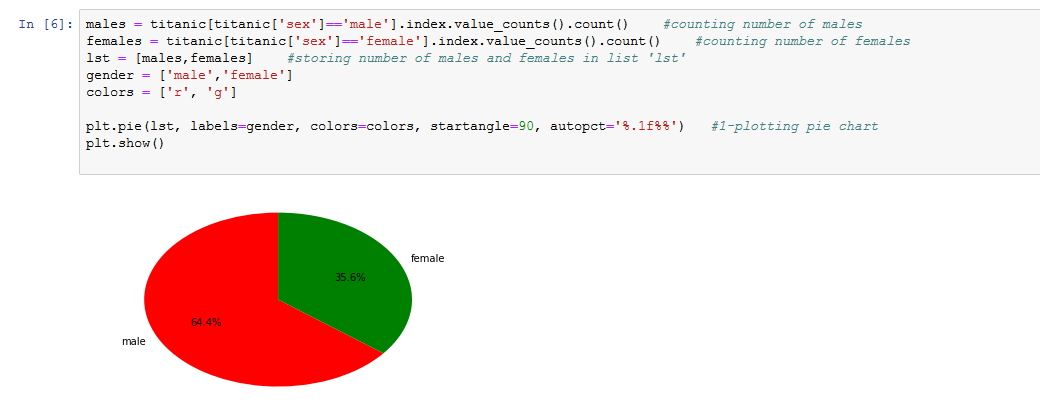 In [6]: males = titanic[titanic['sex']=='male'].index.value_counts().count()    #counting number of males
females = titanic[titanic['sex']=='female'].index.value_counts().count()    #counting number of females
lst = [males,females]    #storing number of males and females in list 'lst'
gender = ['male','female']
colors = ['r', 'g']
plt.pie(lst, labels=gender, colors=colors, startangle=90, autopct='%.1f%%')   #1-plotting pie chart
plt.show()
female
35.6%
64.4%
male